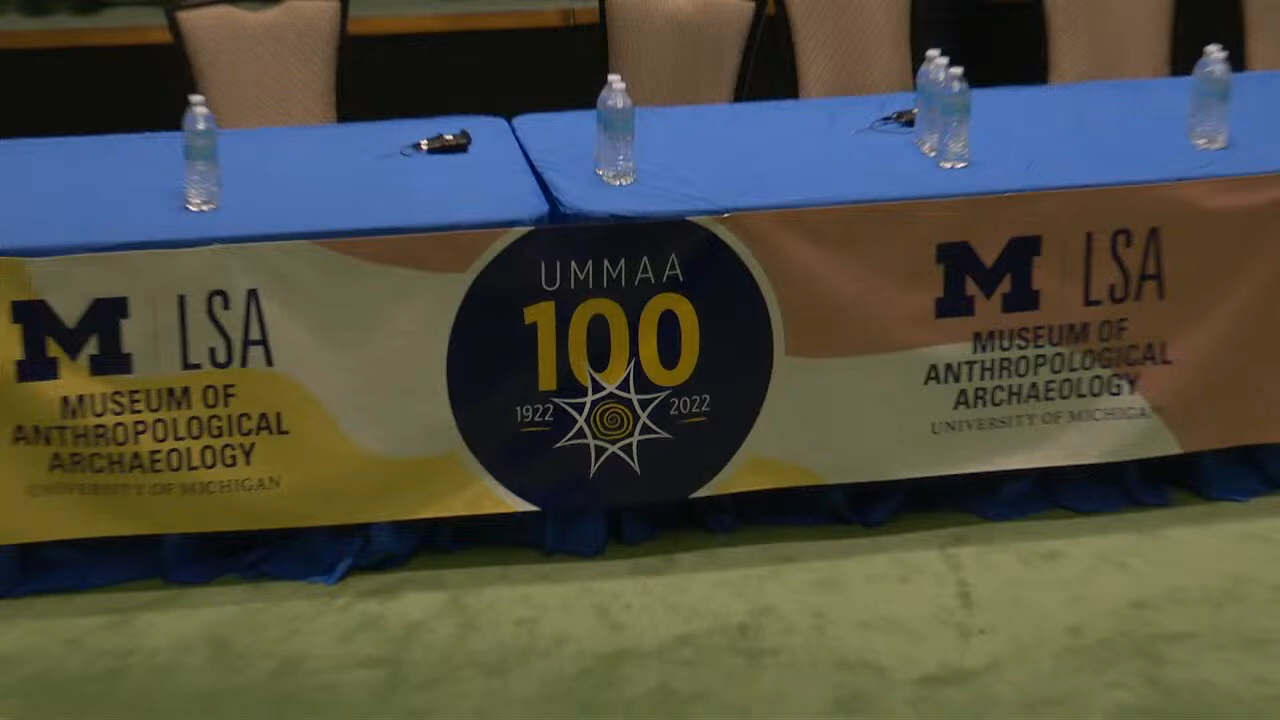 M | LSA
MUSEUM OF
ANTHROPOLOGICAL
ARCHAEOLOGY
UNIVERSITY OF MICHIGAN
UMMAA
100
1922 2022
M | LSA
MUSEUM OF
ANTHROPOLOGICAL
ARCHAEOLOGY
UNIVERSITY OF MICHIGAN